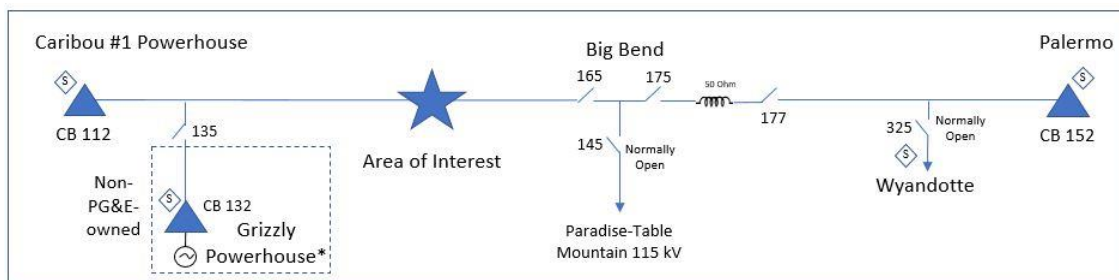 Caribou #1 Powerhouse
Big Bend
Palermo
S
165
175
50 Ohm
S
CB 112
135
Area of Interest
145
Normally
Open
177
325
Normally
Open
CB 152
S
Wyandotte
Non-
PG&E-
owned
S
CB 132
Grizzly
Powerhouse*
Paradise-Table
Mountain 115 kV